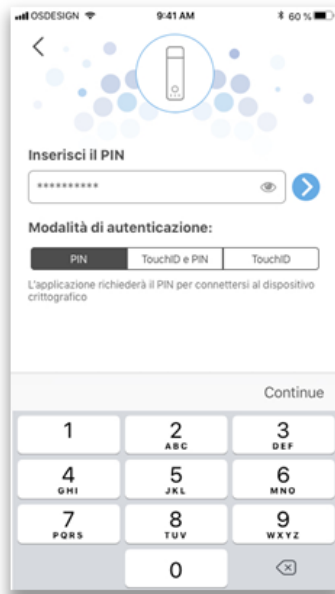 OSDESIGN 9:41 AM 60 %
Inserisci il PIN
**********
Modalità di autenticazione:
PIN TouchID e PIN TouchID
L'applicazione richiederà il PIN per connettersi al dispositivo
crittografico
Continue
1 2 3
ABC DEF
4 5 6
GHI JKL MNO
7 8 9
PQRS TUV WXYZ
0